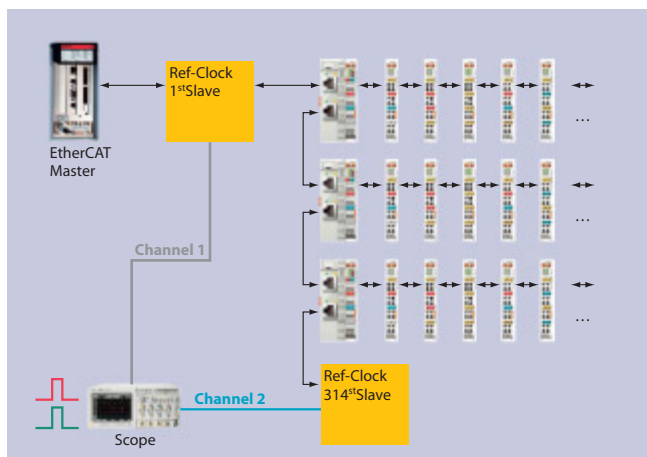 Ref-Clock
1stSlave
EtherCAT
Master
...
Channel 1
...
...
Ref-Clock
314stSlave
Channel 2
Scope